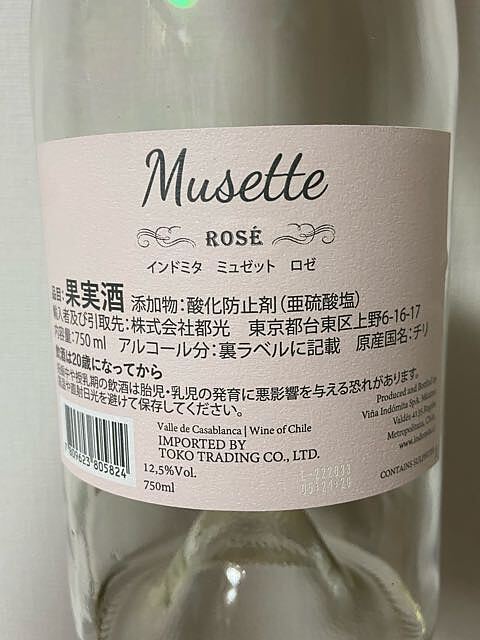 Musette
ROSÉ
インドミタ ミュゼット ロゼ
品目:果実酒 添加物:酸化防止剤(亜硫酸塩)
輸入者及び引取先:株式会社都光 東京都台東区上野6-16-17
内容量:750ml アルコール分:裏ラベルに記載 原産国名:チリ
飲酒は20歳になってから
妊娠中や授乳期の飲酒は胎児・乳児の発育に悪影響を与える恐れがあります。
直射日光を避けて保存してください。
7809623805824
Valle de Casablanca | Wine of Chile
IMPORTED BY
TOKO TRADING CO., LTD.
12,5%Vol.
750ml
Produced and Bottled by
Viña Indómita SpA.
Metropolitana, Chile
CONTAINS SULFITES